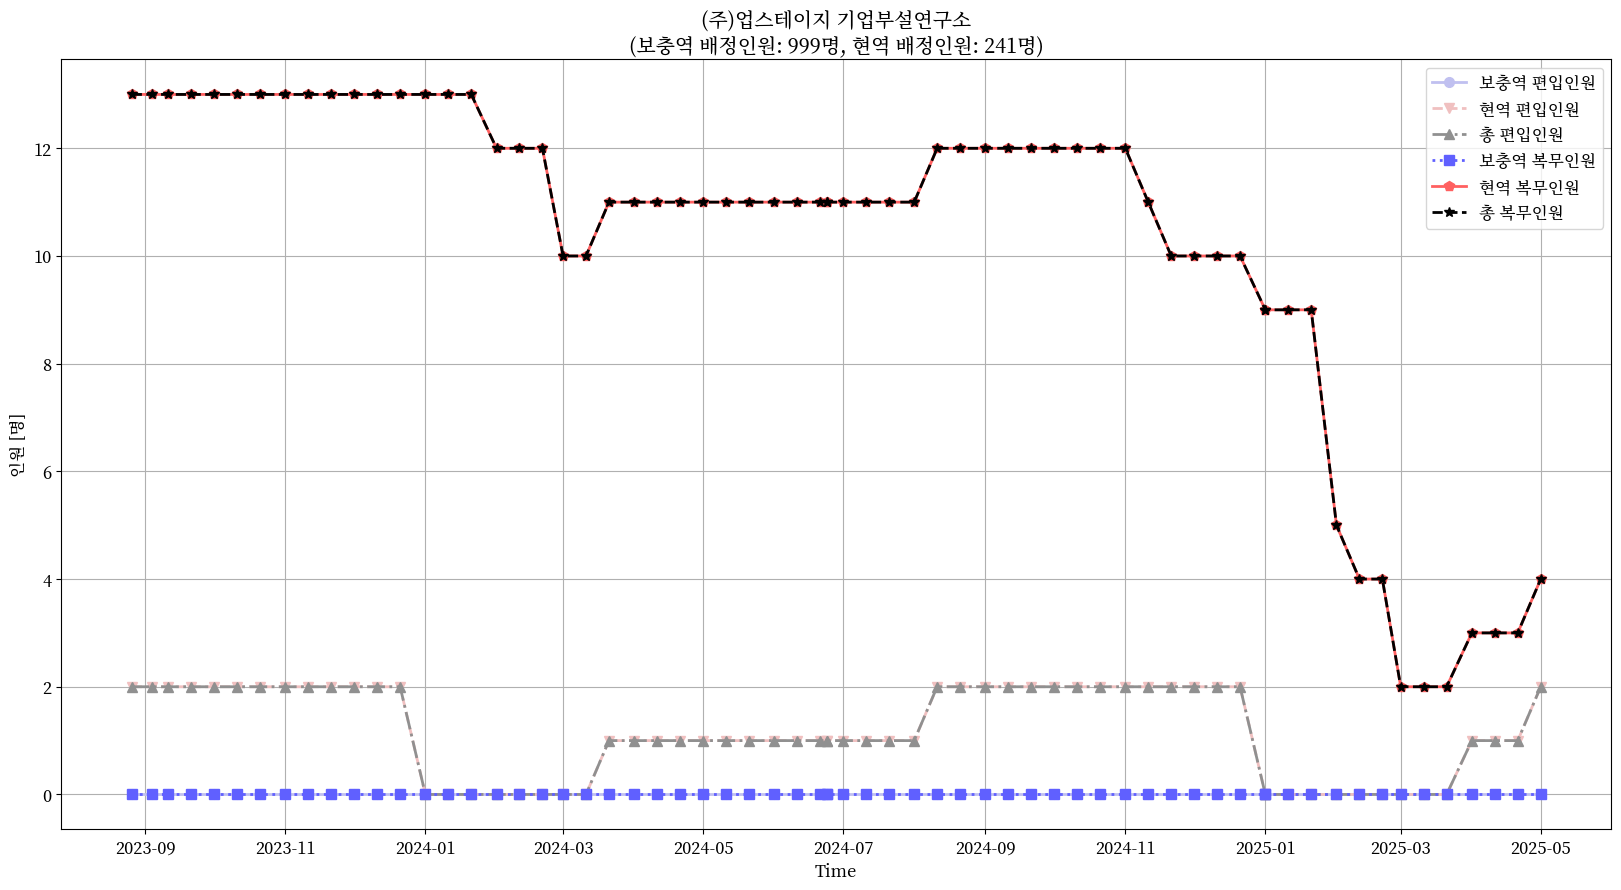 (주)업스테이지 기업부설연구소
(보충역 배정인원: 999명, 현역 배정인원: 241명)
보충역 편입인원
현역 편입인원
총 편입인원
보충역 복무인원
현역 복무인원
총 복무인원
인원 [명]
12
10
8
6
4
2
0
2023-09
2023-11
2024-01
2024-03
2024-05
2024-07
2024-09
2024-11
2025-01
2025-03
2025-05
Time